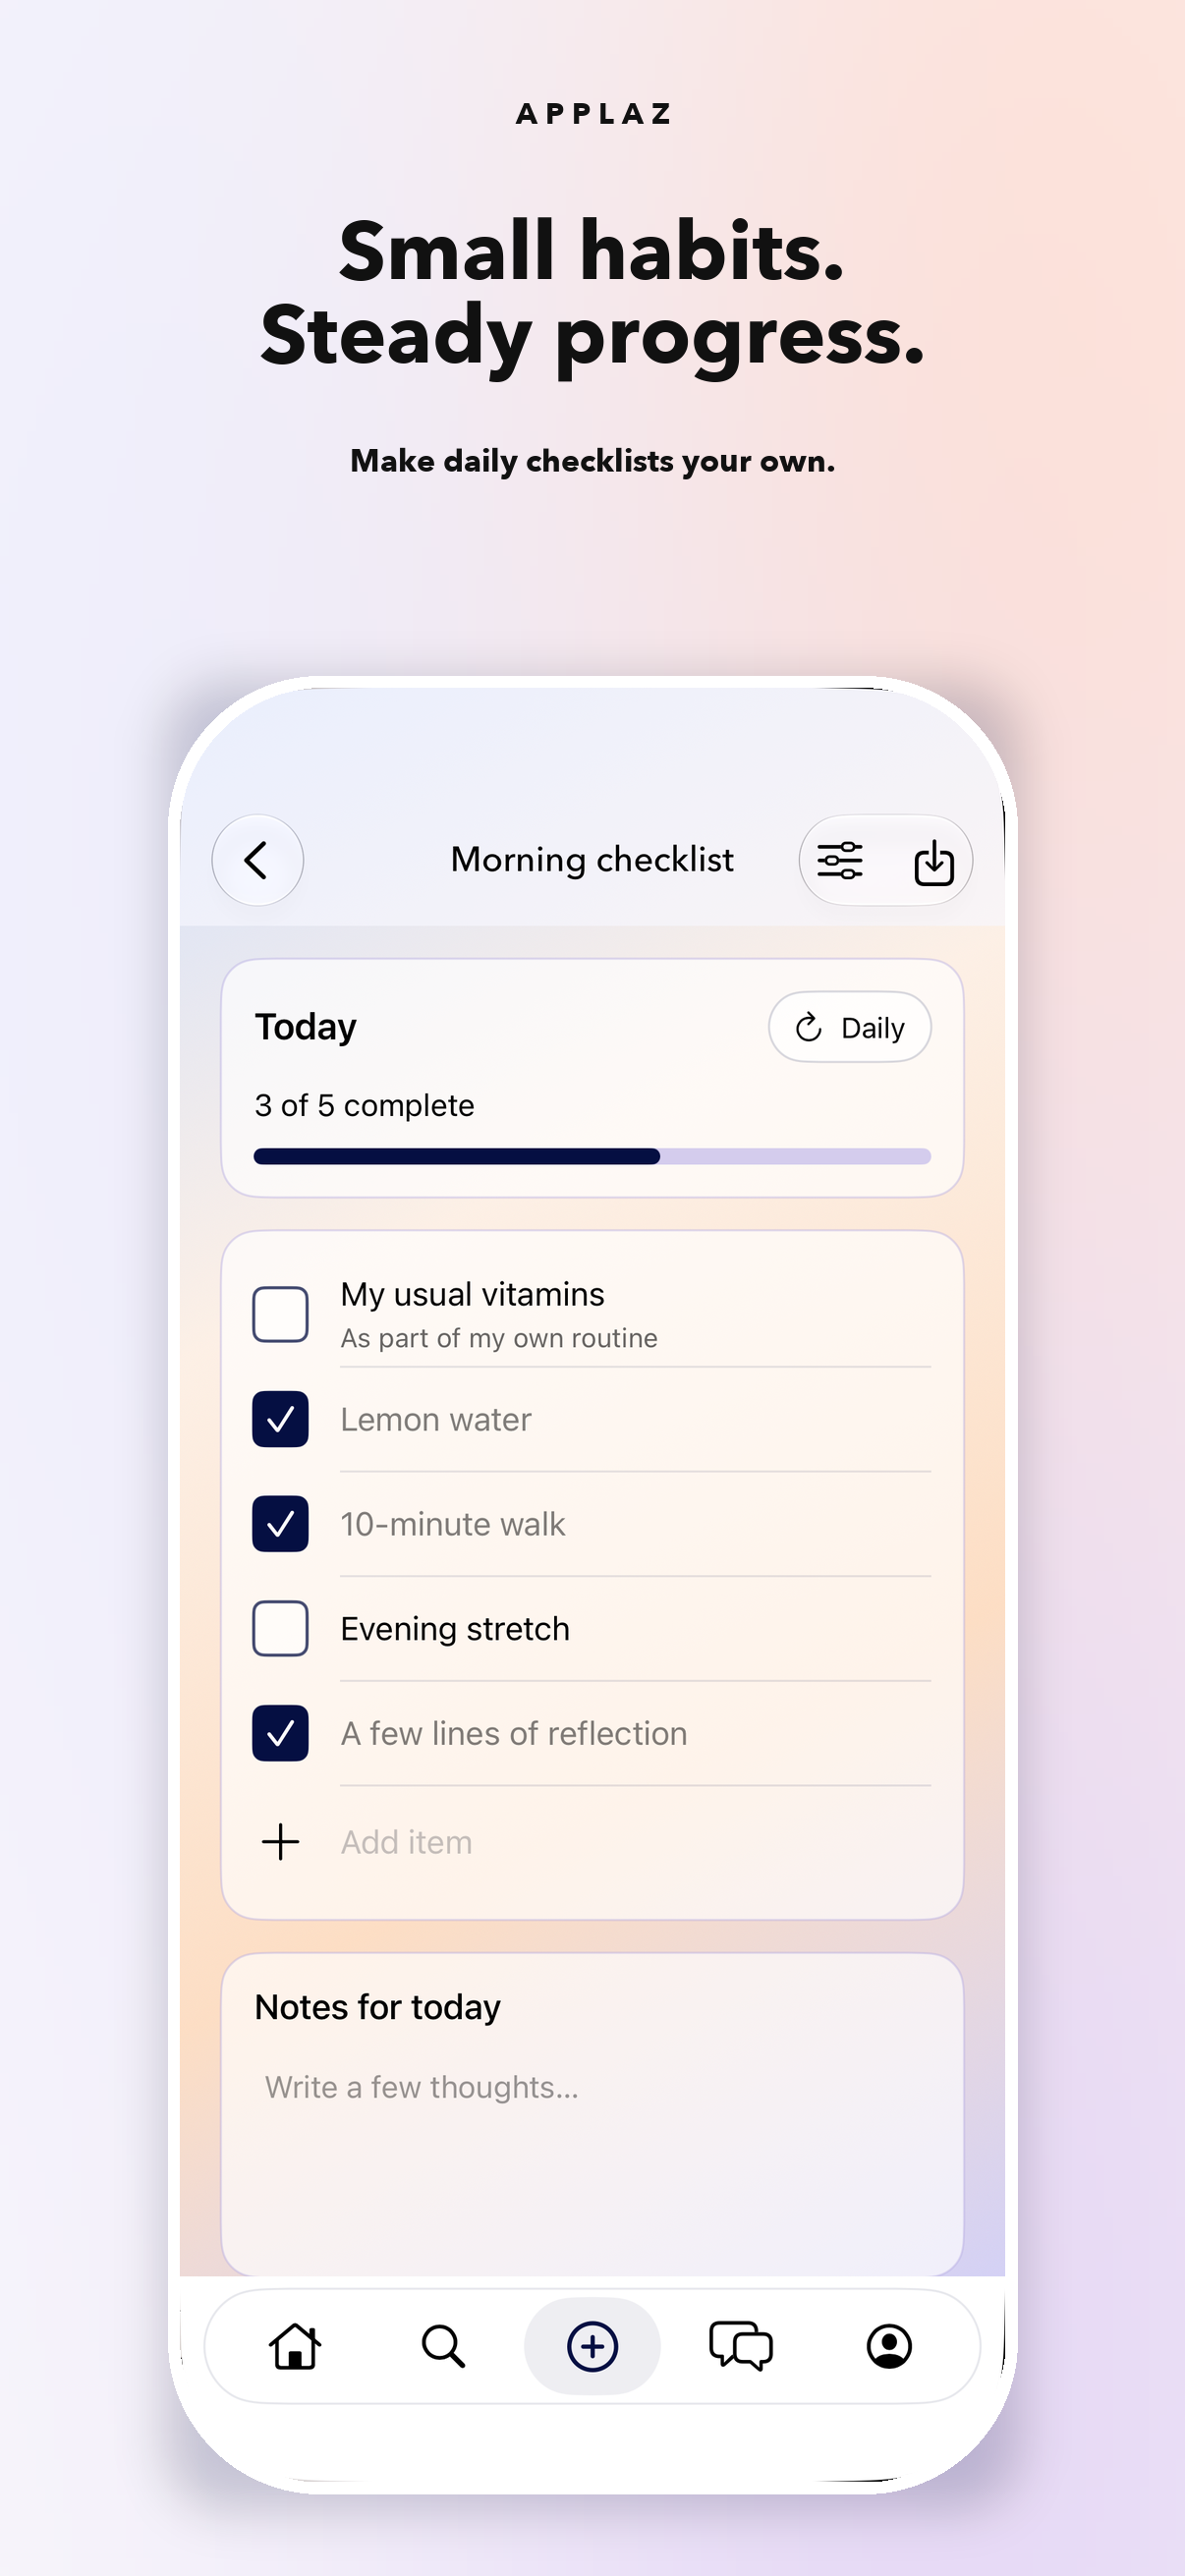 APPLAZ
Small habits.
Steady progress.
Make daily checklists your own.
Morning checklist
Today
Daily
3 of 5 complete
My usual vitamins
As part of my own routine
Lemon water
10-minute walk
Evening stretch
A few lines of reflection
Add item
Notes for today
Write a few thoughts...